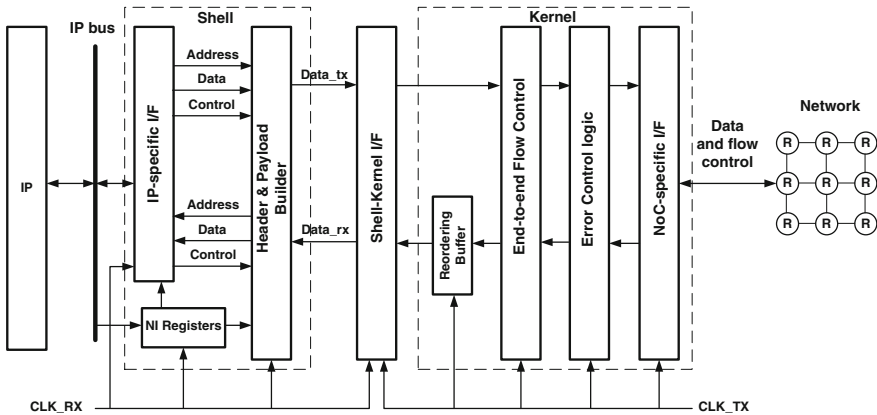 Shell
Kernel
IP bus
IP
IP-specific I/F
Address
Data
Control
Address
Data
Control
NI Registers
Header & Payload
Builder
Data_tx
Data_rx
Shell-Kernel I/F
Reordering
Buffer
End-to-end Flow Control
Error Control logic
NoC-specific I/F
Data
and flow
control
Network
R R R
R R R
R R R
CLK_RX
CLK_TX